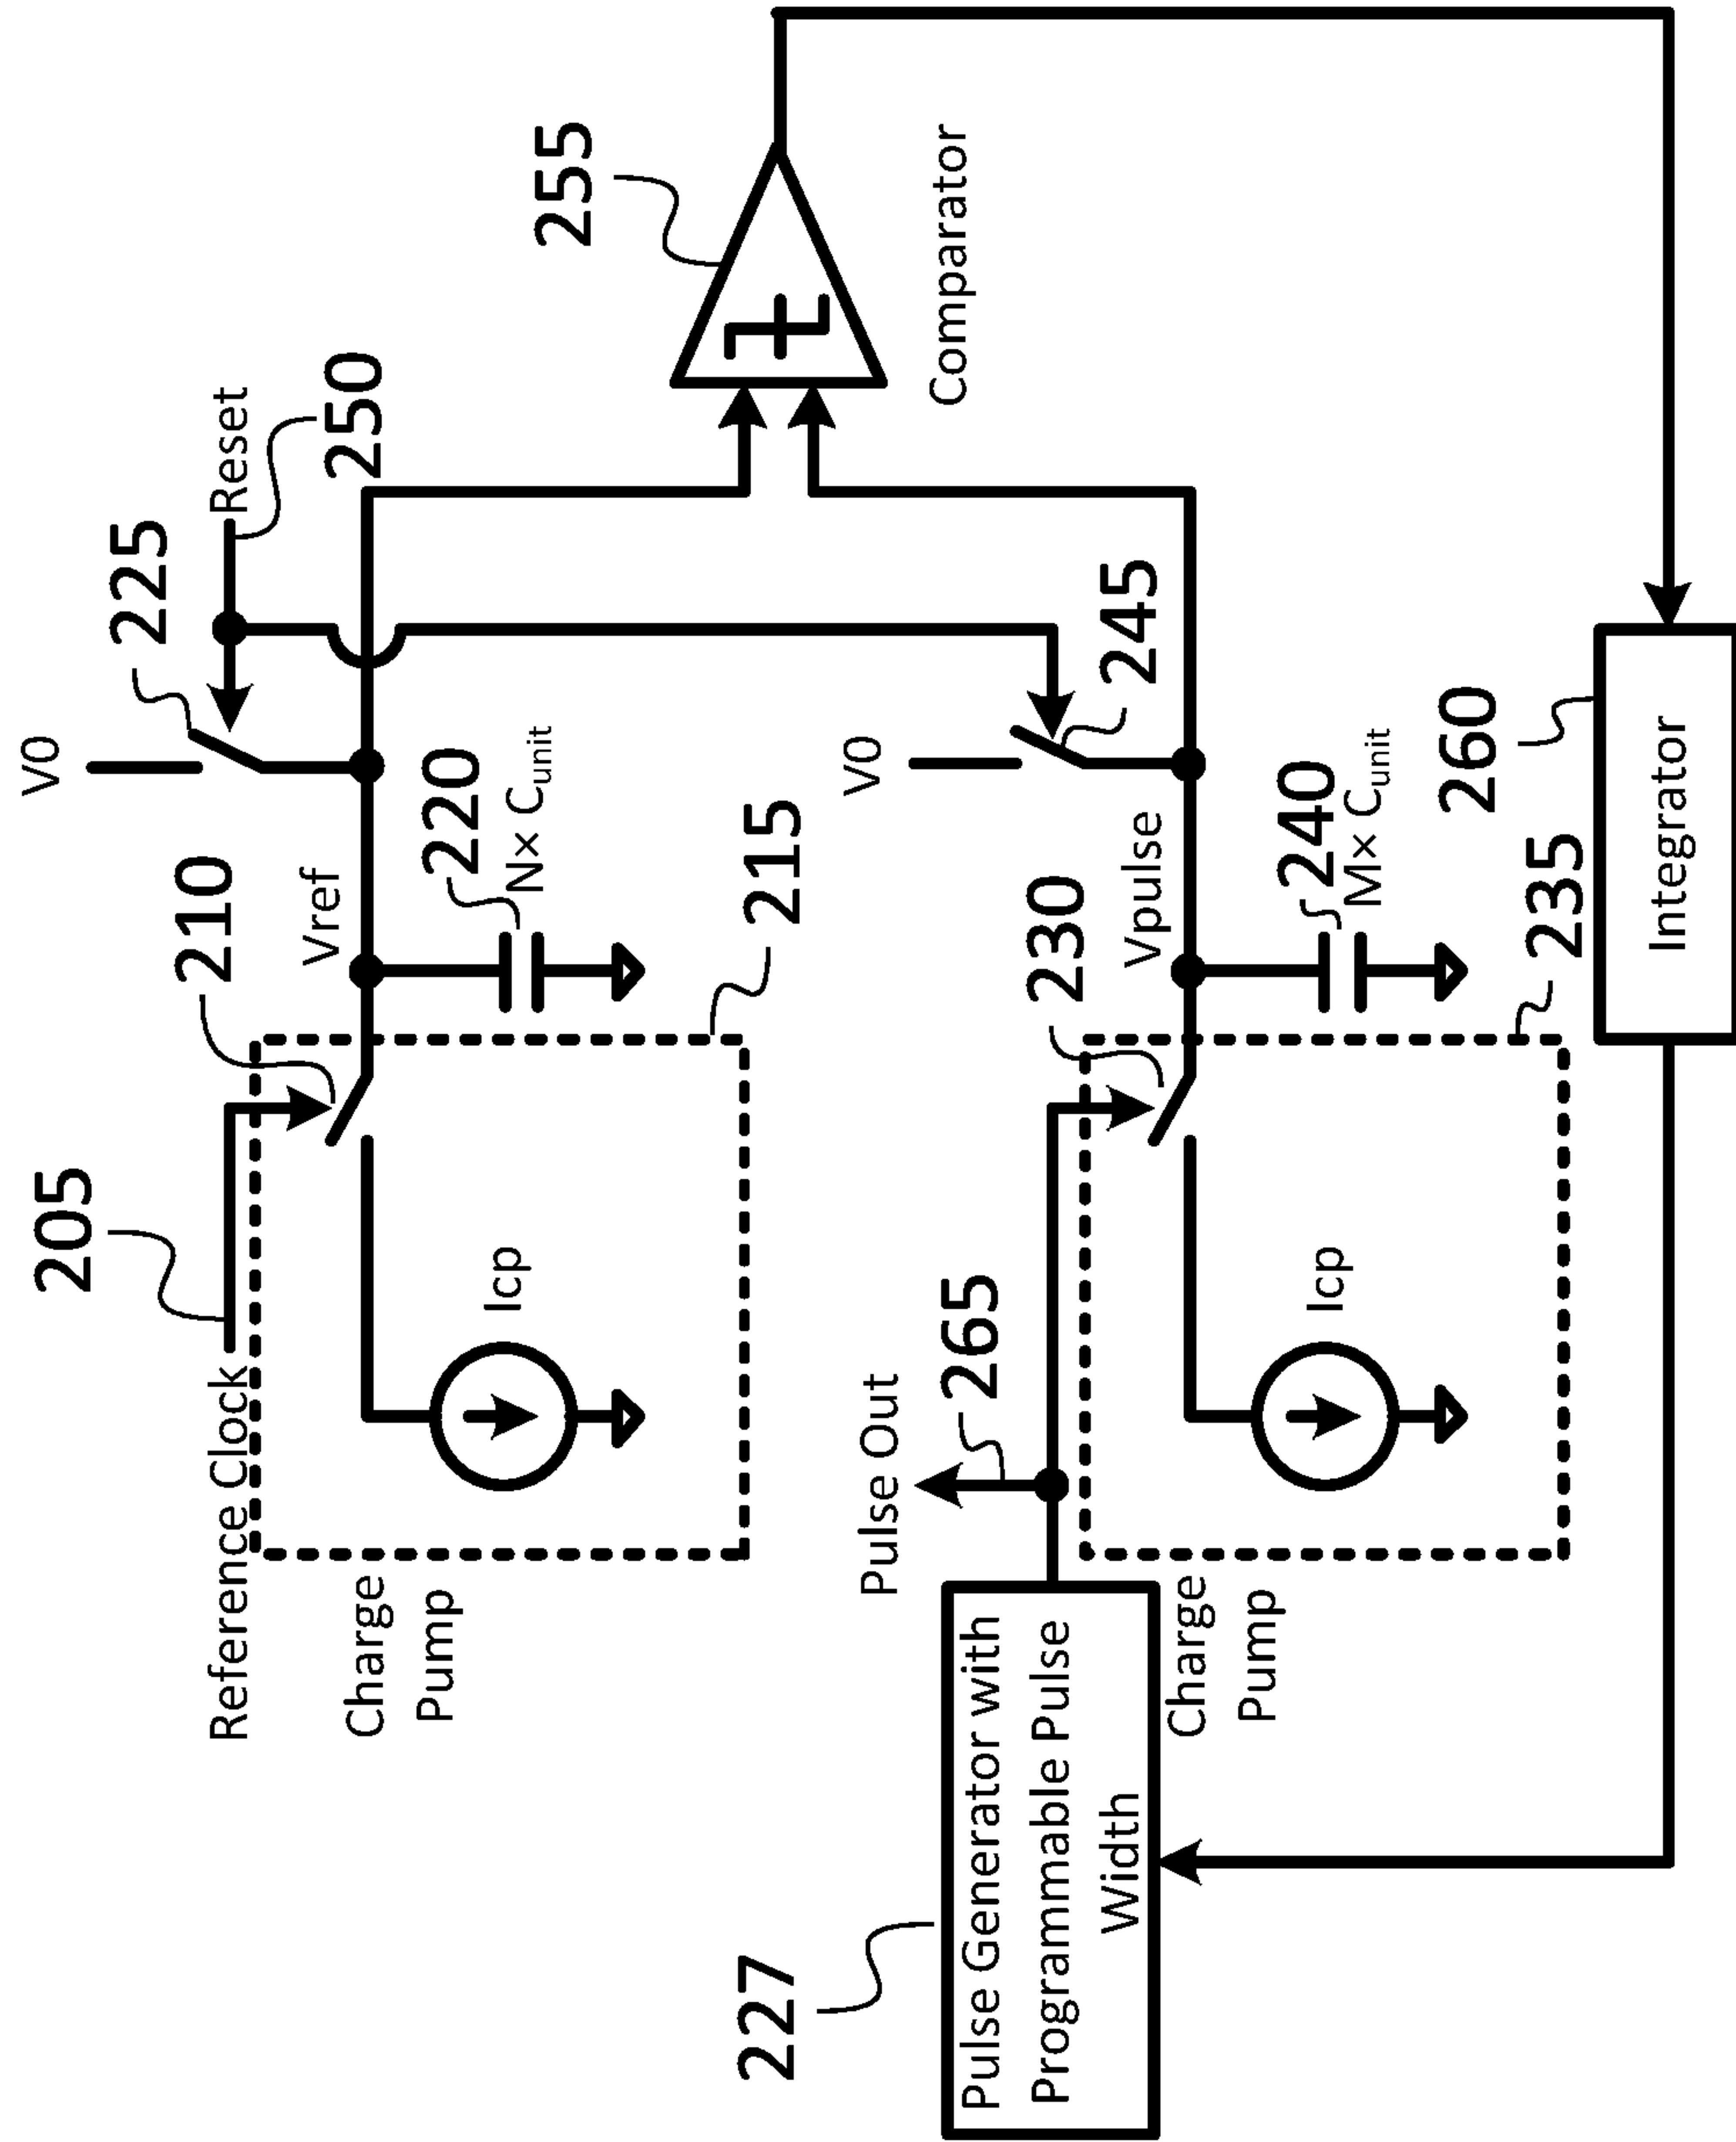 205
Reference Clock
210
V0
225
Reset
250
Charge
Pump
Icp
Vref
220
N× Cunit
215
255
Comparator
227
Pulse Generator with
Programmable Pulse
Width
Pulse Out
265
V0
245
230
Vpulse
240
M× Cunit
Charge
Pump
Icp
235
260
Integrator